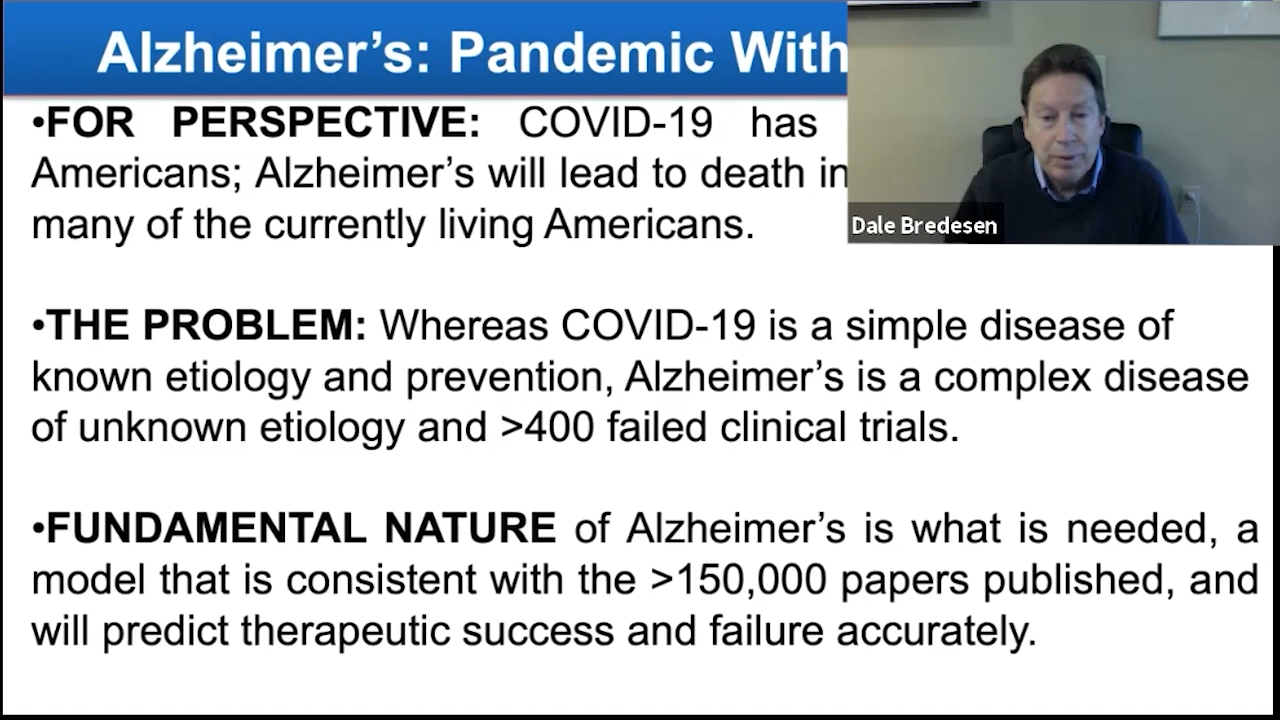 Alzheimer's: Pandemic With
•FOR PERSPECTIVE: COVID-19 has
Americans; Alzheimer's will lead to death in
many of the currently living Americans.
Dale Bredesen
•THE PROBLEM: Whereas COVID-19 is a simple disease of
known etiology and prevention, Alzheimer's is a complex disease
of unknown etiology and >400 failed clinical trials.
•FUNDAMENTAL NATURE of Alzheimer's is what is needed, a
model that is consistent with the >150,000 papers published, and
will predict therapeutic success and failure accurately.